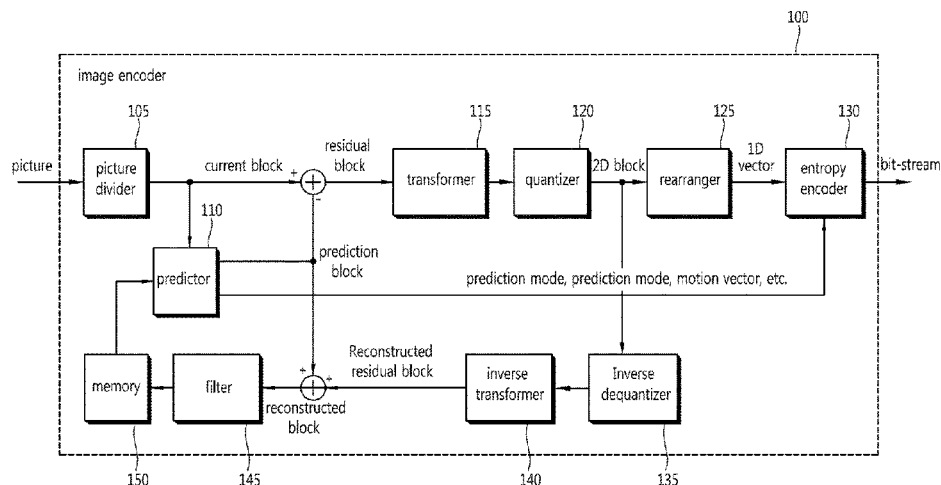 100
image encoder
105
115
120
125
130
picture
picture
divider
current block
+
-
residual
block
transformer
quantizer
2D block
rearranger
1D
vector
entropy
encoder
bit-stream
110
predictor
prediction
block
prediction mode, prediction mode, motion vector, etc.
memory
filter
+
+
reconstructed
block
Reconstructed
residual block
inverse
transformer
Inverse
dequantizer
150
145
140
135